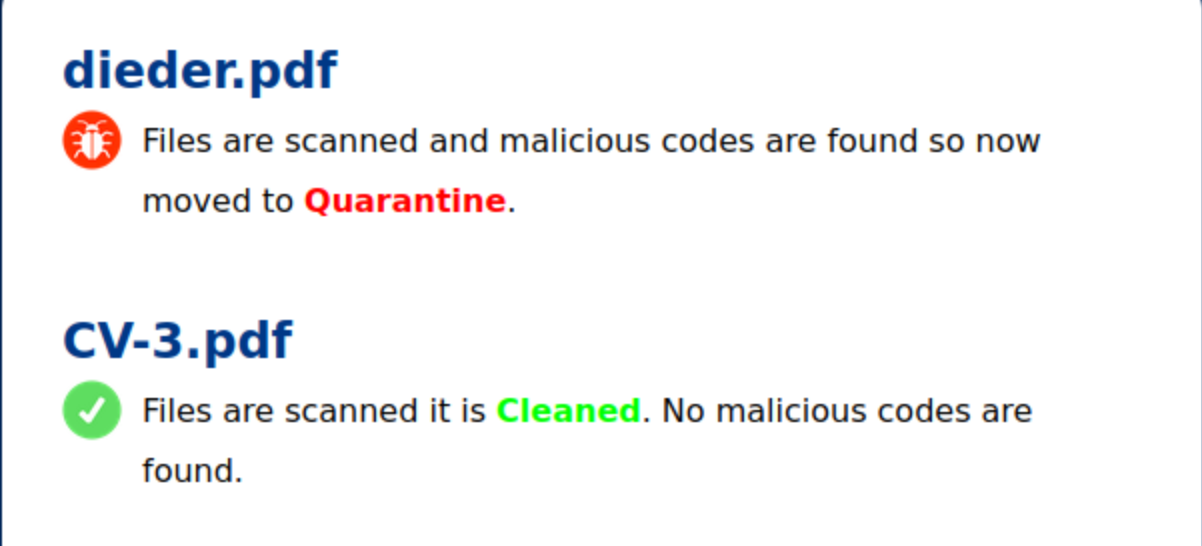 dieder.pdf
Files are scanned and malicious codes are found so now
moved to Quarantine.
CV-3.pdf
Files are scanned it is Cleaned. No malicious codes are
found.